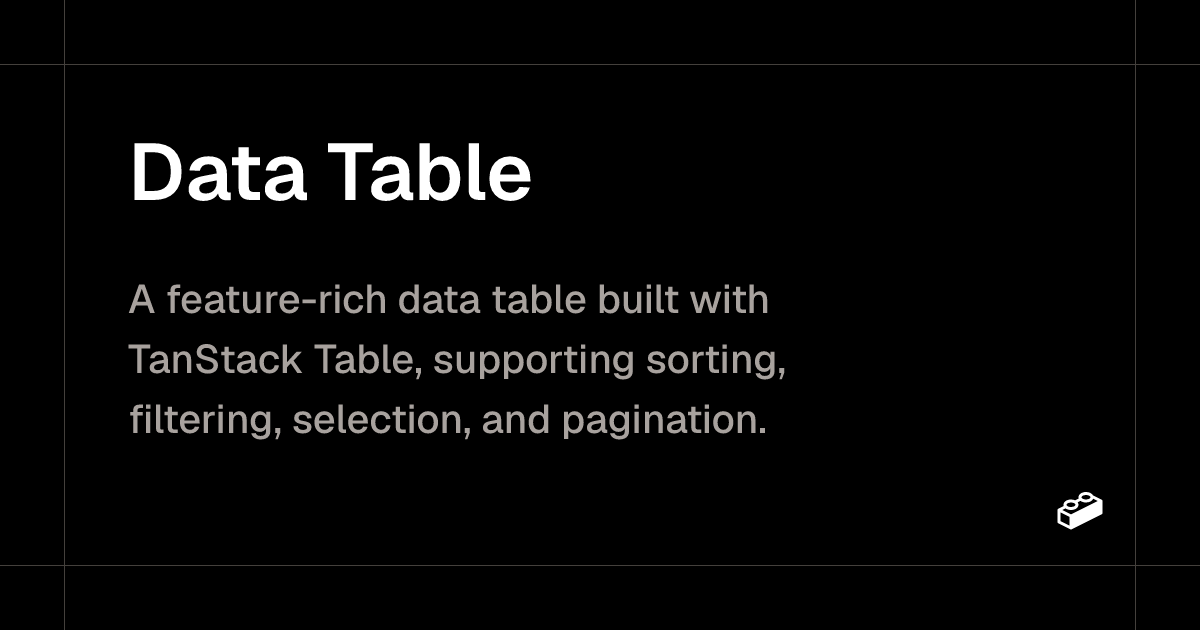 Data Table
A feature-rich data table built with
TanStack Table, supporting sorting,
filtering, selection, and pagination.